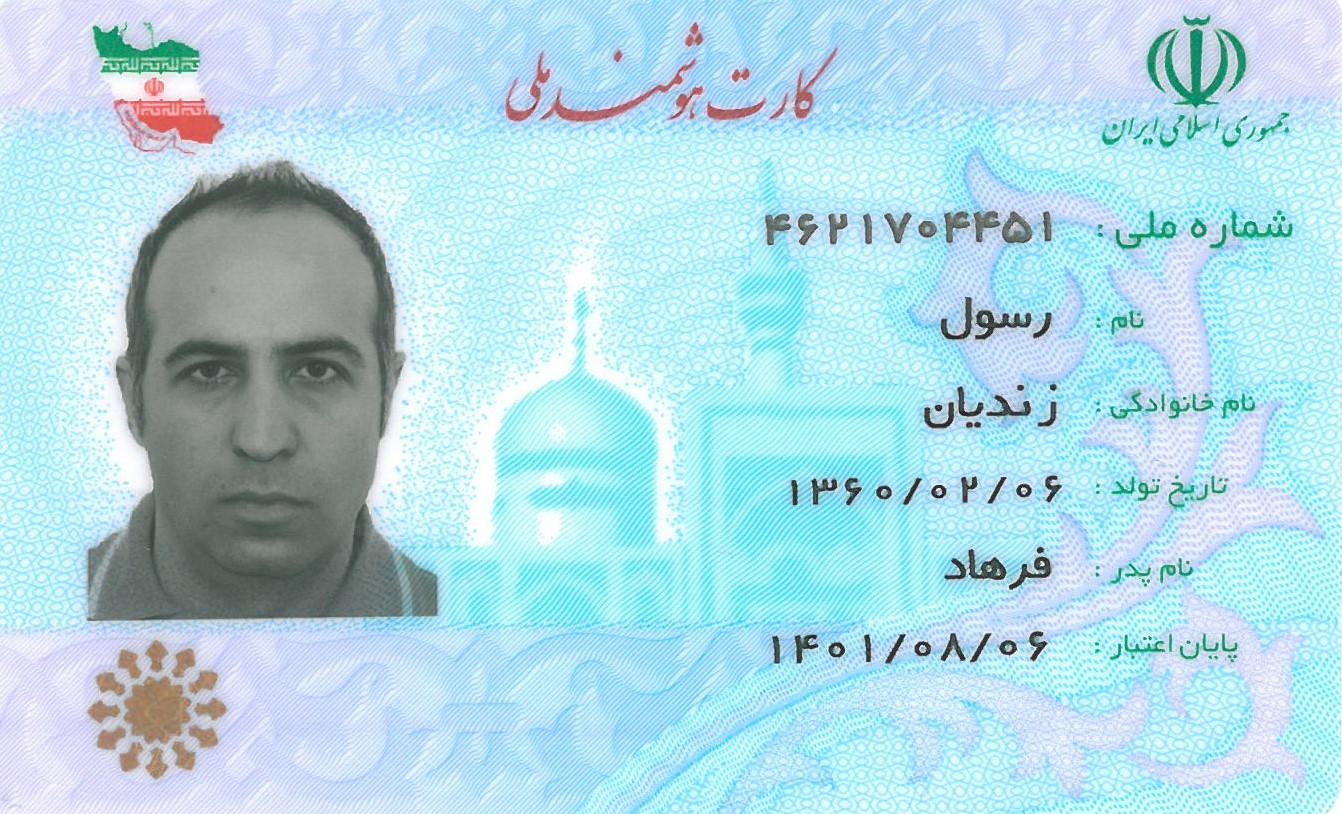 کارت هوشمند ملی
جمهوری اسلامی ایران
شماره ملی : ۴۶۲۱۷۰۴۴۵۱
نام : رسول
نام خانوادگی : زندیان
تاریخ تولد : ۱۳۶۰/۰۲/۰۶
نام پدر : فرهاد
پایان اعتبار : ۱۴۰۱/۰۸/۰۶